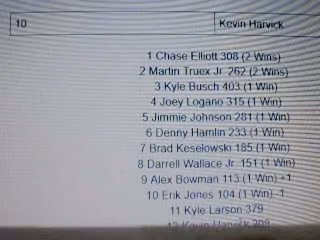 10 Kevin Harvick
1 Chase Elliott 308 (2 Wins)
2 Martin Truex Jr. 262 (2 Wins)
3 Kyle Busch 403 (1 Win)
4 Joey Logano 315 (1 Win)
5 Jimmie Johnson 281 (1 Win)
6 Denny Hamlin 233 (1 Win)
7 Brad Keselowski 185 (1 Win)
8 Darrell Wallace Jr. 151 (1 Win)
9 Alex Bowman 113 (1 Win) +1
10 Erik Jones 104 (1 Win) -1
11 Kyle Larson 379
12 Kevin Harvick